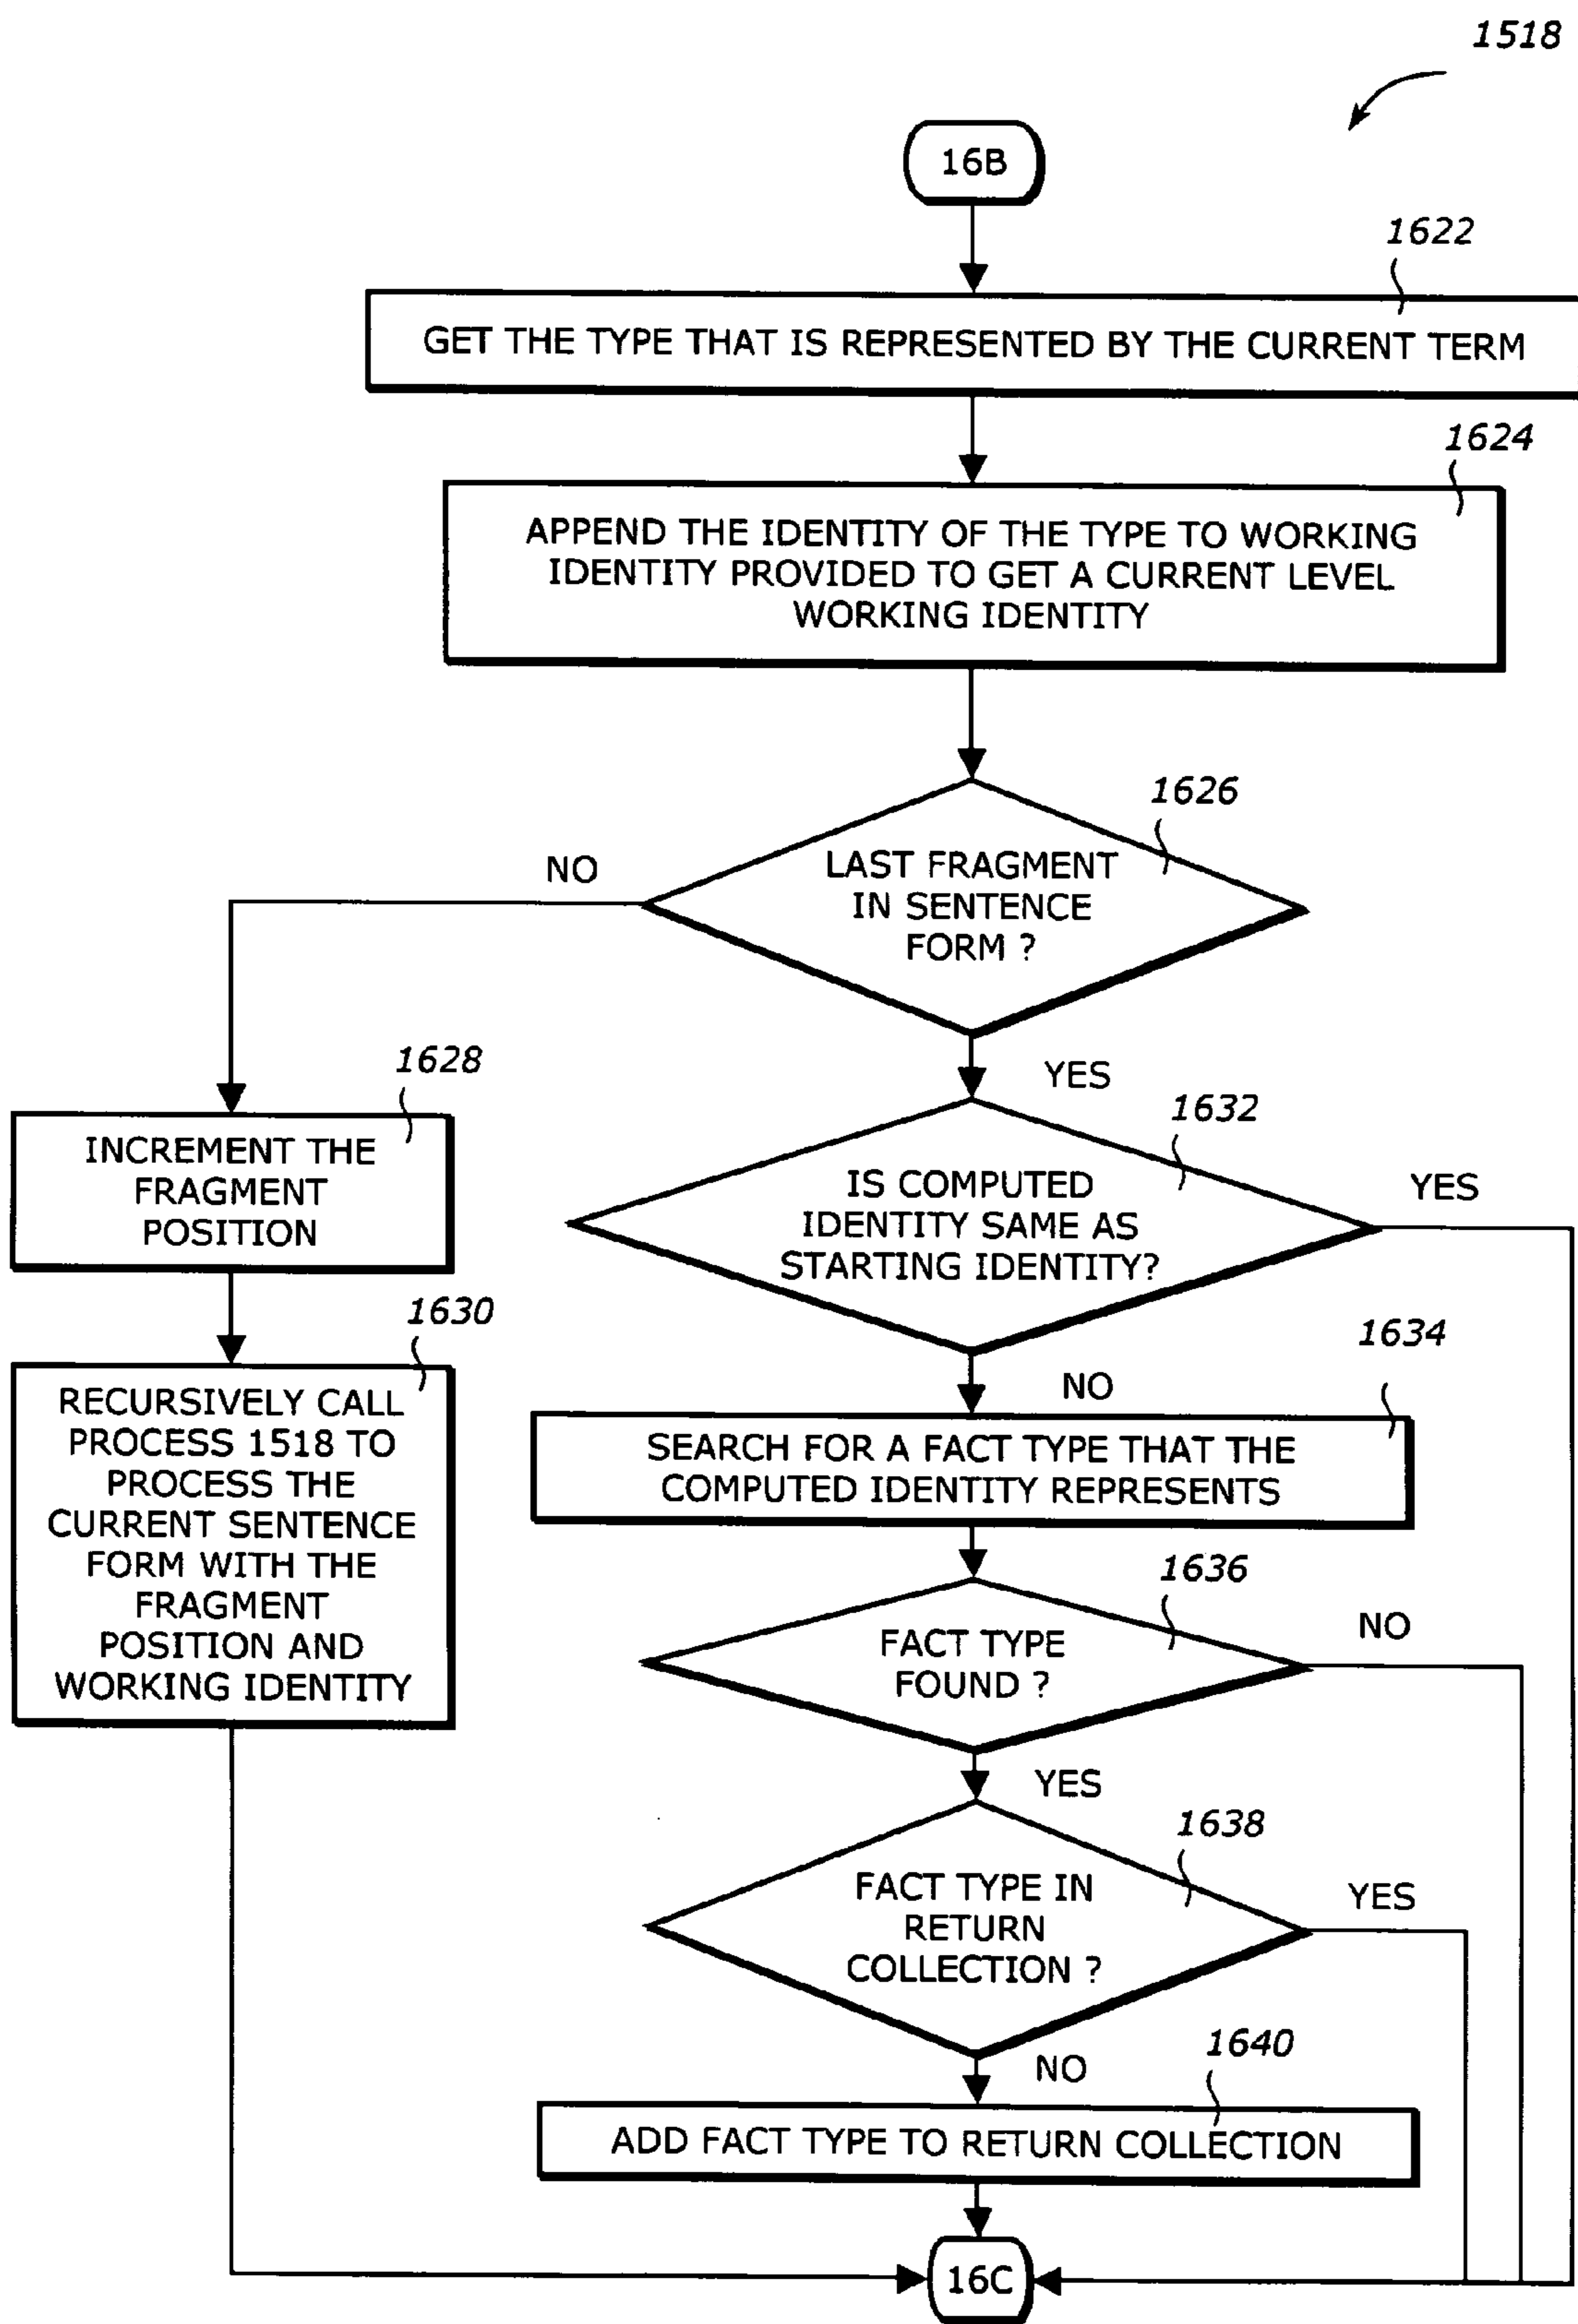 1518
16B
1622
GET THE TYPE THAT IS REPRESENTED BY THE CURRENT TERM
1624
APPEND THE IDENTITY OF THE TYPE TO WORKING
IDENTITY PROVIDED TO GET A CURRENT LEVEL
WORKING IDENTITY
1626
NO
LAST FRAGMENT
IN SENTENCE
FORM ?
YES
1628
INCREMENT THE
FRAGMENT
POSITION
1632
IS COMPUTED
IDENTITY SAME AS
STARTING IDENTITY?
YES
NO
1630
RECURSIVELY CALL
PROCESS 1518 TO
PROCESS THE
CURRENT SENTENCE
FORM WITH THE
FRAGMENT
POSITION AND
WORKING IDENTITY
1634
SEARCH FOR A FACT TYPE THAT THE
COMPUTED IDENTITY REPRESENTS
1636
FACT TYPE
FOUND ?
NO
YES
1638
FACT TYPE IN
RETURN
COLLECTION ?
YES
NO
1640
ADD FACT TYPE TO RETURN COLLECTION
16C